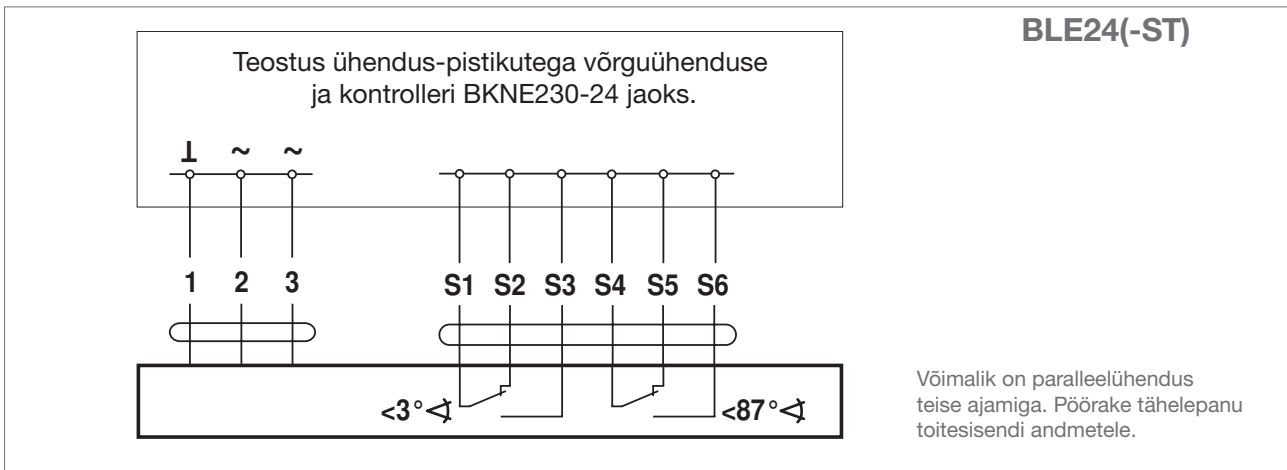 BLE24(-ST)
Teostus ühendus-pistikutega võrguühenduse
ja kontrolleri BKNE230-24 jaoks.
⊥ ~ ~
1 2 3 S1 S2 S3 S4 S5 S6
<3°∢ <87°∢
Võimalik on paralleelühendus
teise ajamiga. Pöörake tähelepanu
toitesisendi andmetele.